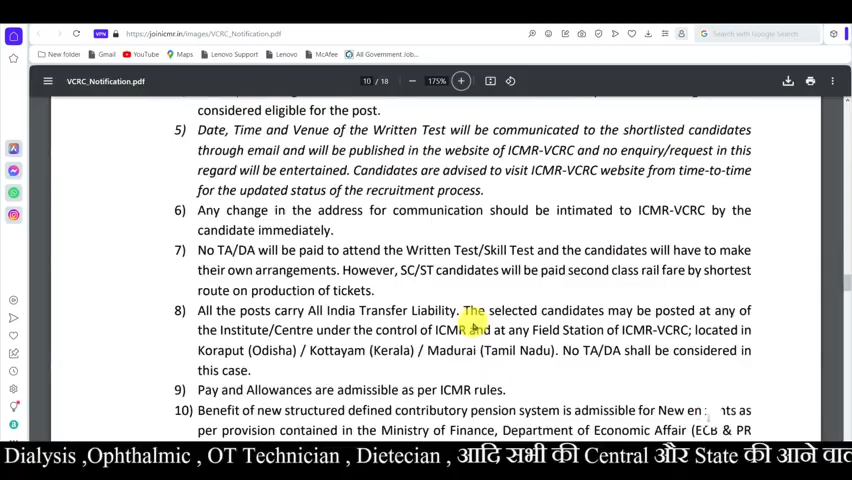 VPN https://joinicmr.in/images/VCRC_Notification.pdf Search with Google
New folder Gmail YouTube Maps Lenovo Support Lenovo McAfee All Government Job...
VCRC_Notification.pdf 10 / 18 175%
considered eligible for the post.
5) Date, Time and Venue of the Written Test will be communicated to the shortlisted candidates
through email and will be published in the website of ICMR-VCRC and no enquiry/request in this
regard will be entertained. Candidates are advised to visit ICMR-VCRC website from time-to-time
for the updated status of the recruitment process.
6) Any change in the address for communication should be intimated to ICMR-VCRC by the
candidate immediately.
7) No TA/DA will be paid to attend the Written Test/Skill Test and the candidates will have to make
their own arrangements. However, SC/ST candidates will be paid second class rail fare by shortest
route on production of tickets.
8) All the posts carry All India Transfer Liability. The selected candidates may be posted at any of
the Institute/Centre under the control of ICMR and at any Field Station of ICMR-VCRC; located in
Koraput (Odisha) / Kottayam (Kerala) / Madurai (Tamil Nadu). No TA/DA shall be considered in
this case.
9) Pay and Allowances are admissible as per ICMR rules.
10) Benefit of new structured defined contributory pension system is admissible for New as
per provision contained in the Ministry of Finance, Department of Economic Affair (ECB & PR
Dialysis ,Ophthalmic , OT Technician , Dietecian , आदि सभी की Central और State की आने